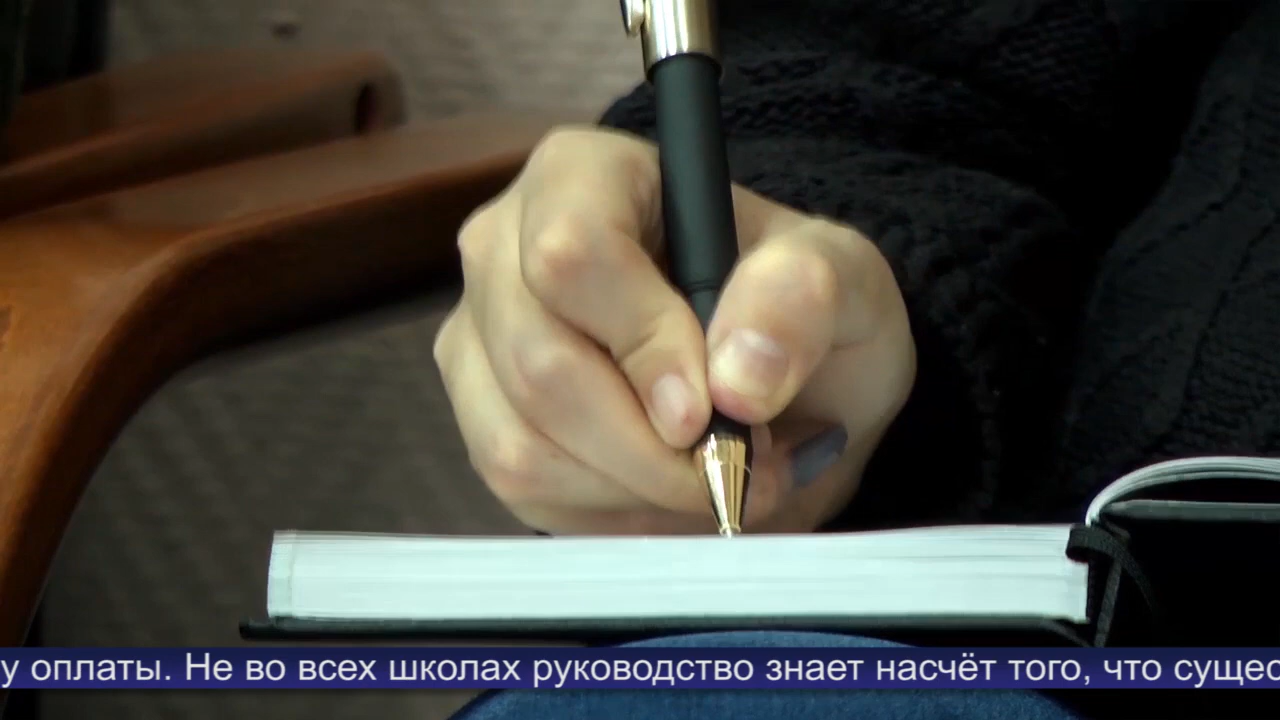 у оплаты. Не во всех школах руководство знает насчёт того, что сущес